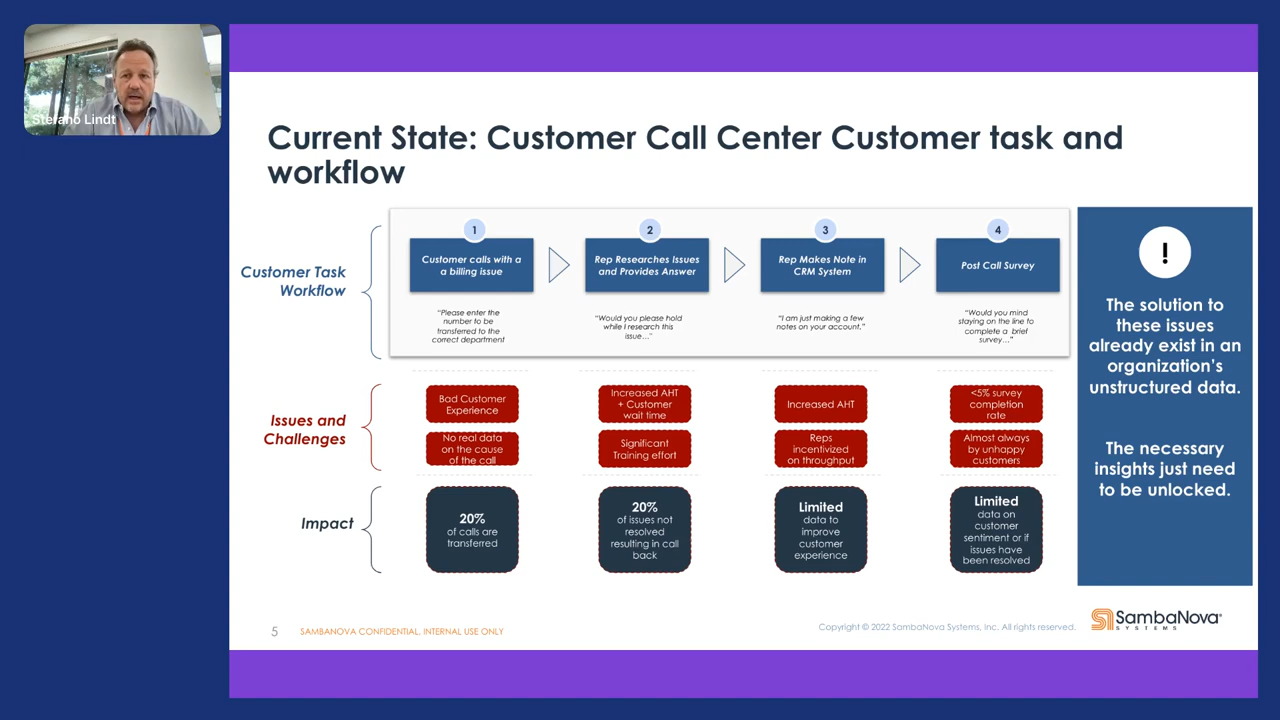 Stefano Lindt
Current State: Customer Call Center Customer task and
workflow
Customer Task
Workflow
1
Customer calls with a
a billing issue
"Please enter the
number to be
transferred to the
correct department
2
Rep Researches Issues
and Provides Answer
"Would you please hold
while I research this
issue..."
3
Rep Makes Note in
CRM System
"I am just making a few
notes on your account."
4
Post Call Survey
"Would you mind
staying on the line to
complete a brief
survey..."
Issues and
Challenges
Bad Customer
Experience
Increased AHT
+ Customer
wait time
Increased AHT
<5% survey
completion
rate
No real data
on the cause
of the call
Significant
Training effort
Reps
incentivized
on throughput
Almost always
by unhappy
customers
Impact
20%
of calls are
transferred
20%
of issues not
resolved
resulting in call
back
Limited
data to
improve
customer
experience
Limited
data on
customer
sentiment or if
issues have
been resolved
!
The solution to
these issues
already exist in an
organization's
unstructured data.
The necessary
insights just need
to be unlocked.
5
SAMBANOVA CONFIDENTIAL. INTERNAL USE ONLY
Copyright © 2022 SambaNova Systems, Inc. All rights reserved.
SambaNova®
SYSTEMS